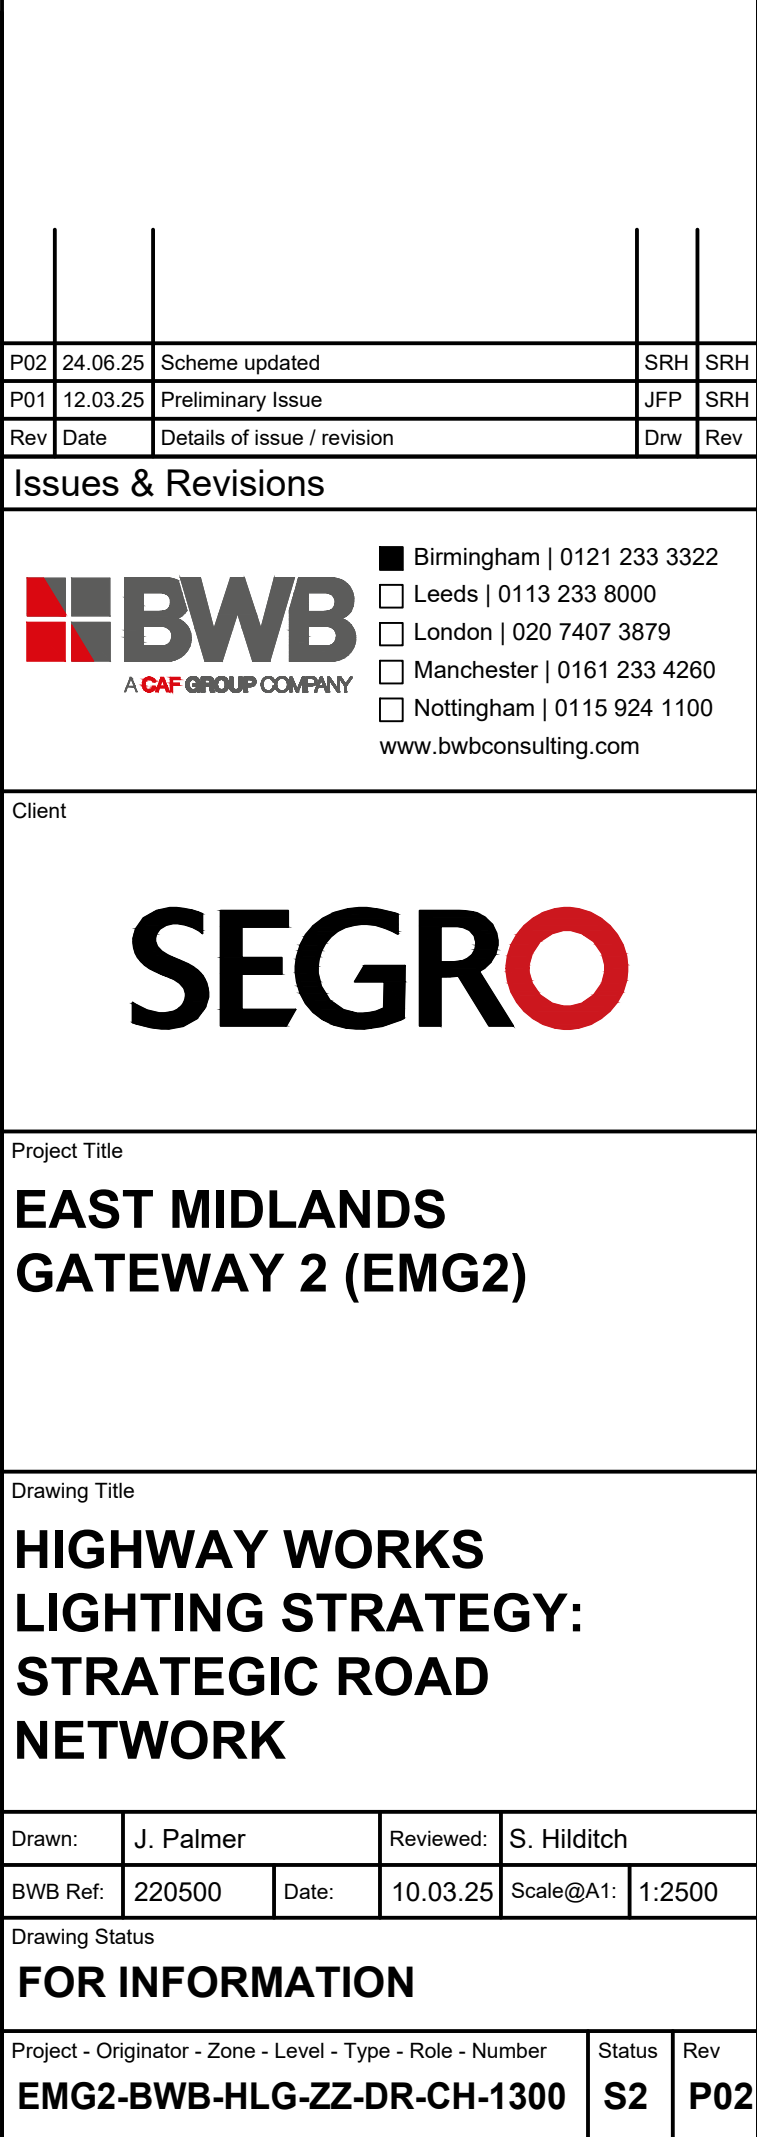 P02 24.06.25 Scheme updated SRH SRH
P01 12.03.25 Preliminary Issue JFP SRH
Rev Date Details of issue / revision Drw Rev
Issues & Revisions
BWB
A CAF GROUP COMPANY
Birmingham | 0121 233 3322
Leeds | 0113 233 8000
London | 020 7407 3879
Manchester | 0161 233 4260
Nottingham | 0115 924 1100
www.bwbconsulting.com
Client
SEGRO
Project Title
EAST MIDLANDS
GATEWAY 2 (EMG2)
Drawing Title
HIGHWAY WORKS
LIGHTING STRATEGY:
STRATEGIC ROAD
NETWORK
Drawn: J. Palmer Reviewed: S. Hilditch
BWB Ref: 220500 Date: 10.03.25 Scale@A1: 1:2500
Drawing Status
FOR INFORMATION
Project - Originator - Zone - Level - Type - Role - Number Status Rev
EMG2-BWB-HLG-ZZ-DR-CH-1300 S2 P02